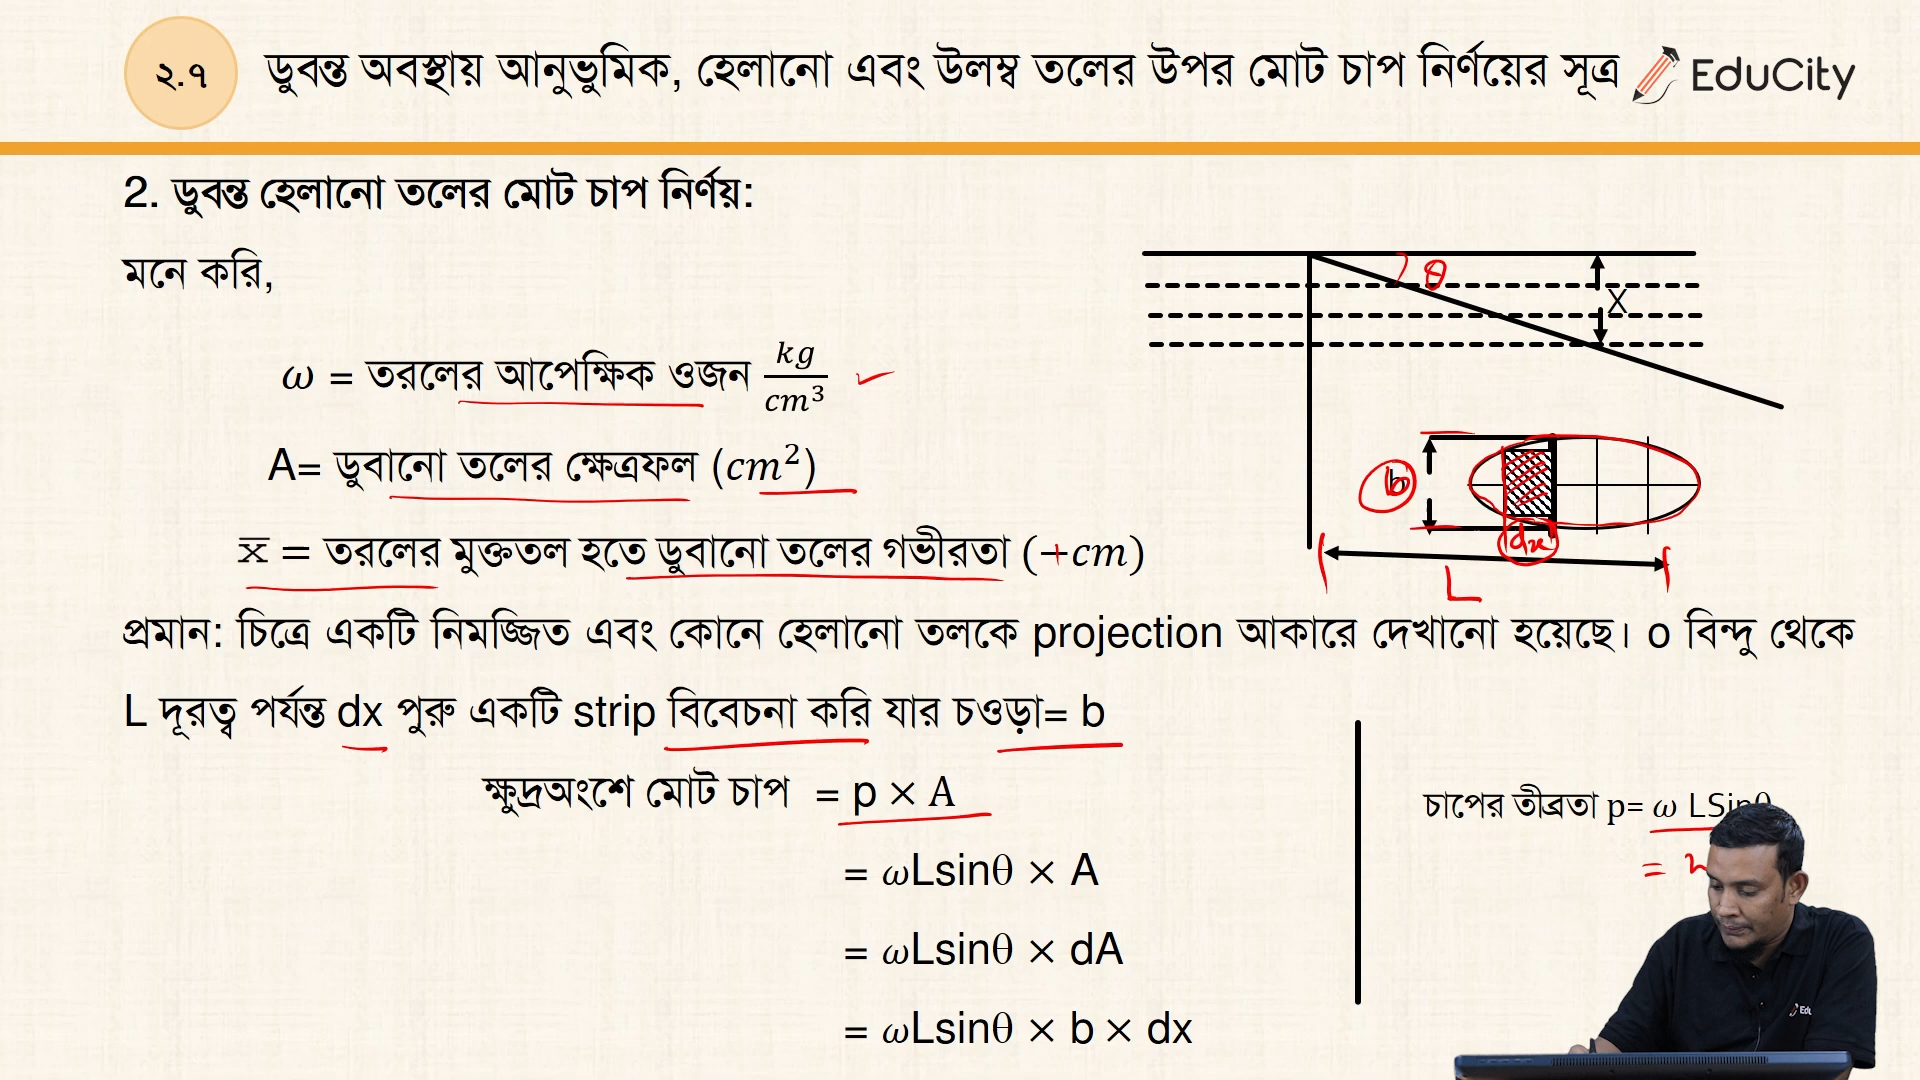 ২.৭
ডুবন্ত অবস্থায় আনুভুমিক, হেলানো এবং উলম্ব তলের উপর মোট চাপ নির্ণয়ের সূত্র
EduCity
2. ডুবন্ত হেলানো তলের মোট চাপ নির্ণয়:
মনে করি,
ω = তরলের আপেক্ষিক ওজন kg/cm³
A= ডুবানো তলের ক্ষেত্রফল (cm²)
x̅ = তরলের মুক্ততল হতে ডুবানো তলের গভীরতা (cm)
θ
X
b
dx
L
প্রমান: চিত্রে একটি নিমজ্জিত এবং কোনে হেলানো তলকে projection আকারে দেখানো হয়েছে। o বিন্দু থেকে
L দূরত্ব পর্যন্ত dx পুরু একটি strip বিবেচনা করি যার চওড়া= b
ক্ষুদ্রঅংশে মোট চাপ = p × A
= ωLsinθ × A
= ωLsinθ × dA
= ωLsinθ × b × dx
চাপের তীব্রতা p= ω LSinθ
=